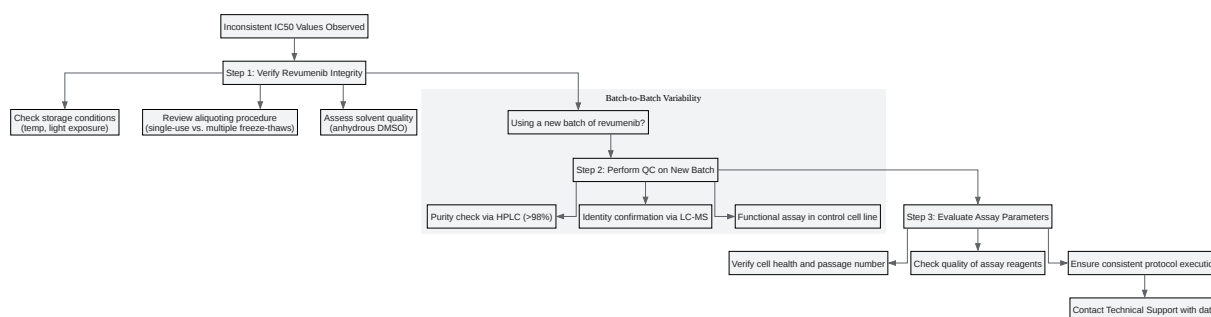 Inconsistent IC50 Values Observed
Step 1: Verify Revumenib Integrity
Check storage conditions
(temp, light exposure)
Review aliquoting procedure
(single-use vs. multiple freeze-thaws)
Assess solvent quality
(anhydrous DMSO)
Batch-to-Batch Variability
Using a new batch of revumenib?
Step 2: Perform QC on New Batch
Purity check via HPLC (>98%)
Identity confirmation via LC-MS
Functional assay in control cell line
Step 3: Evaluate Assay Parameters
Verify cell health and passage number
Check quality of assay reagents
Ensure consistent protocol executio
Contact Technical Support with dat